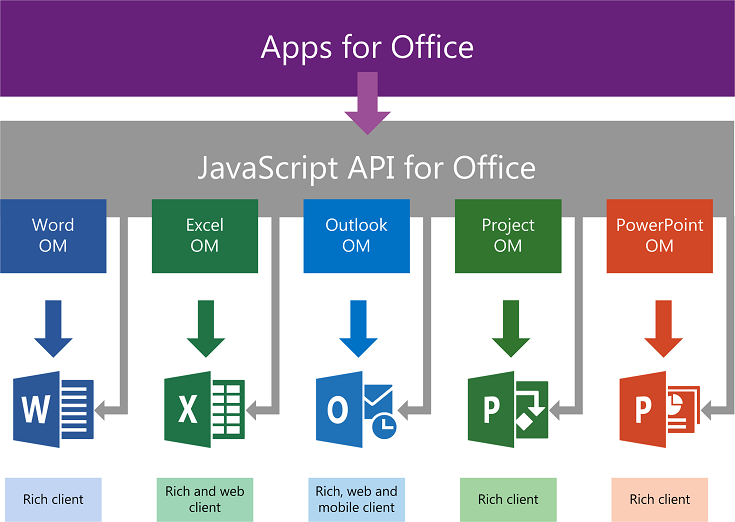 Apps for Office
JavaScript API for Office
Word
OM
Excel
OM
Outlook
OM
Project
OM
PowerPoint
OM
W
X
O
P
P
Rich client
Rich and web
client
Rich, web and
mobile client
Rich client
Rich client